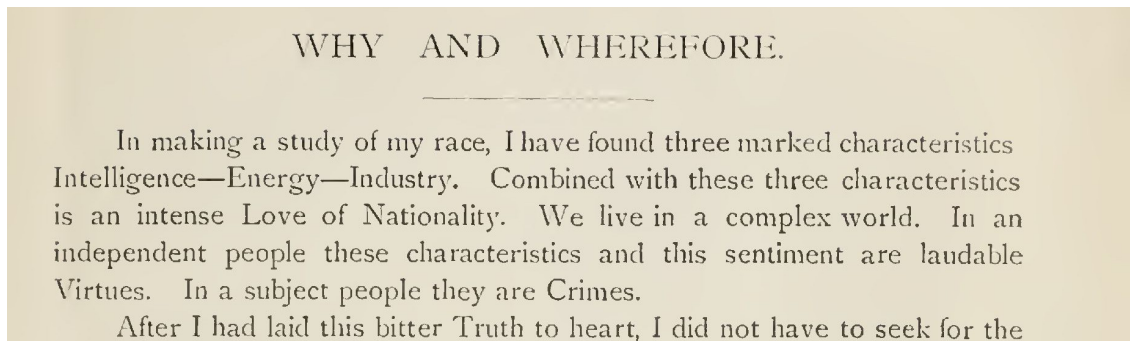 WHY AND WHEREFORE.
In making a study of my race, I have found three marked characteristics
Intelligence—Energy—Industry. Combined with these three characteristics
is an intense Love of Nationality. We live in a complex world. In an
independent people these characteristics and this sentiment are laudable
Virtues. In a subject people they are Crimes.
After I had laid this bitter Truth to heart, I did not have to seek for the